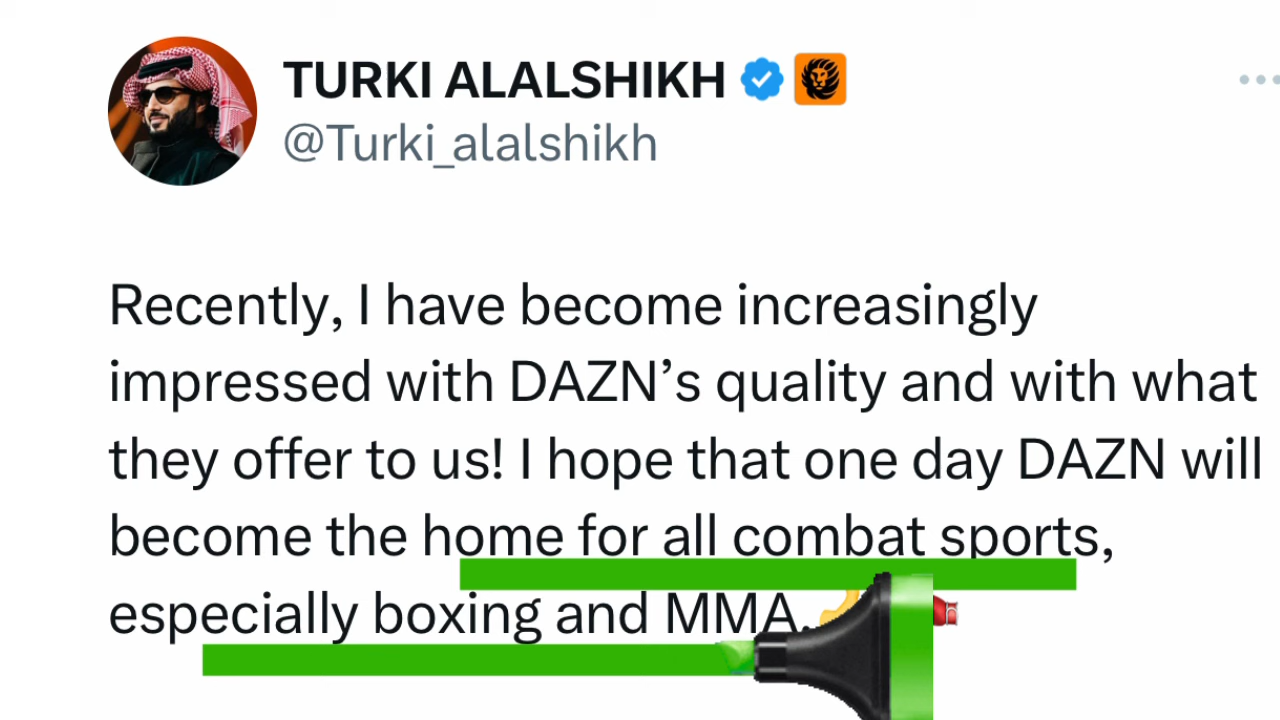 TURKI ALALSHIKH
@Turki_alalshikh
Recently, I have become increasingly
impressed with DAZN’s quality and with what
they offer to us! I hope that one day DAZN will
become the home for all combat sports,
especially boxing and MMA.